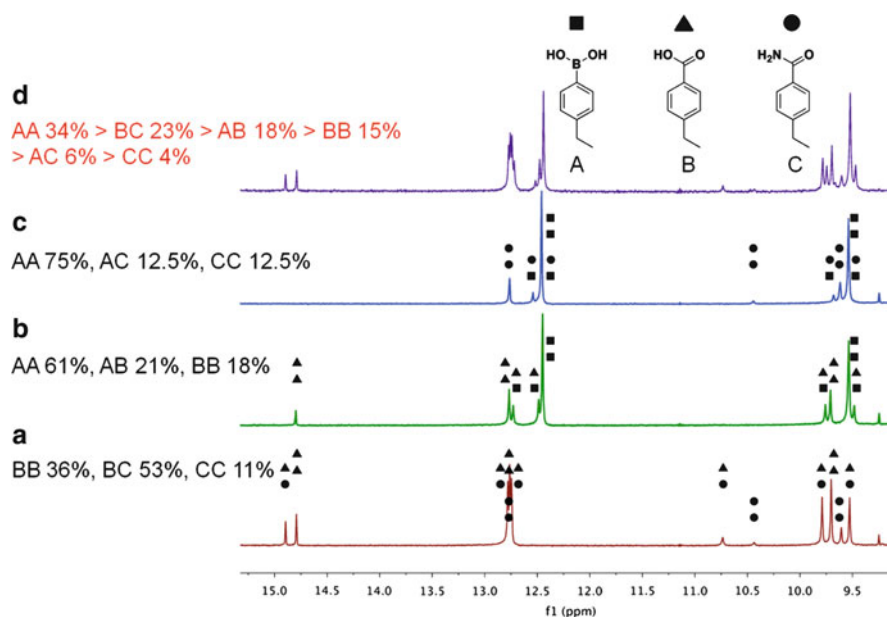 HO B OH
HO O
H₂N O
A
B
C
d
AA 34% > BC 23% > AB 18% > BB 15%
> AC 6% > CC 4%
c
AA 75%, AC 12.5%, CC 12.5%
b
AA 61%, AB 21%, BB 18%
a
BB 36%, BC 53%, CC 11%
15.0 14.5 14.0 13.5 13.0 12.5 12.0 11.5 11.0 10.5 10.0 9.5
f1 (ppm)